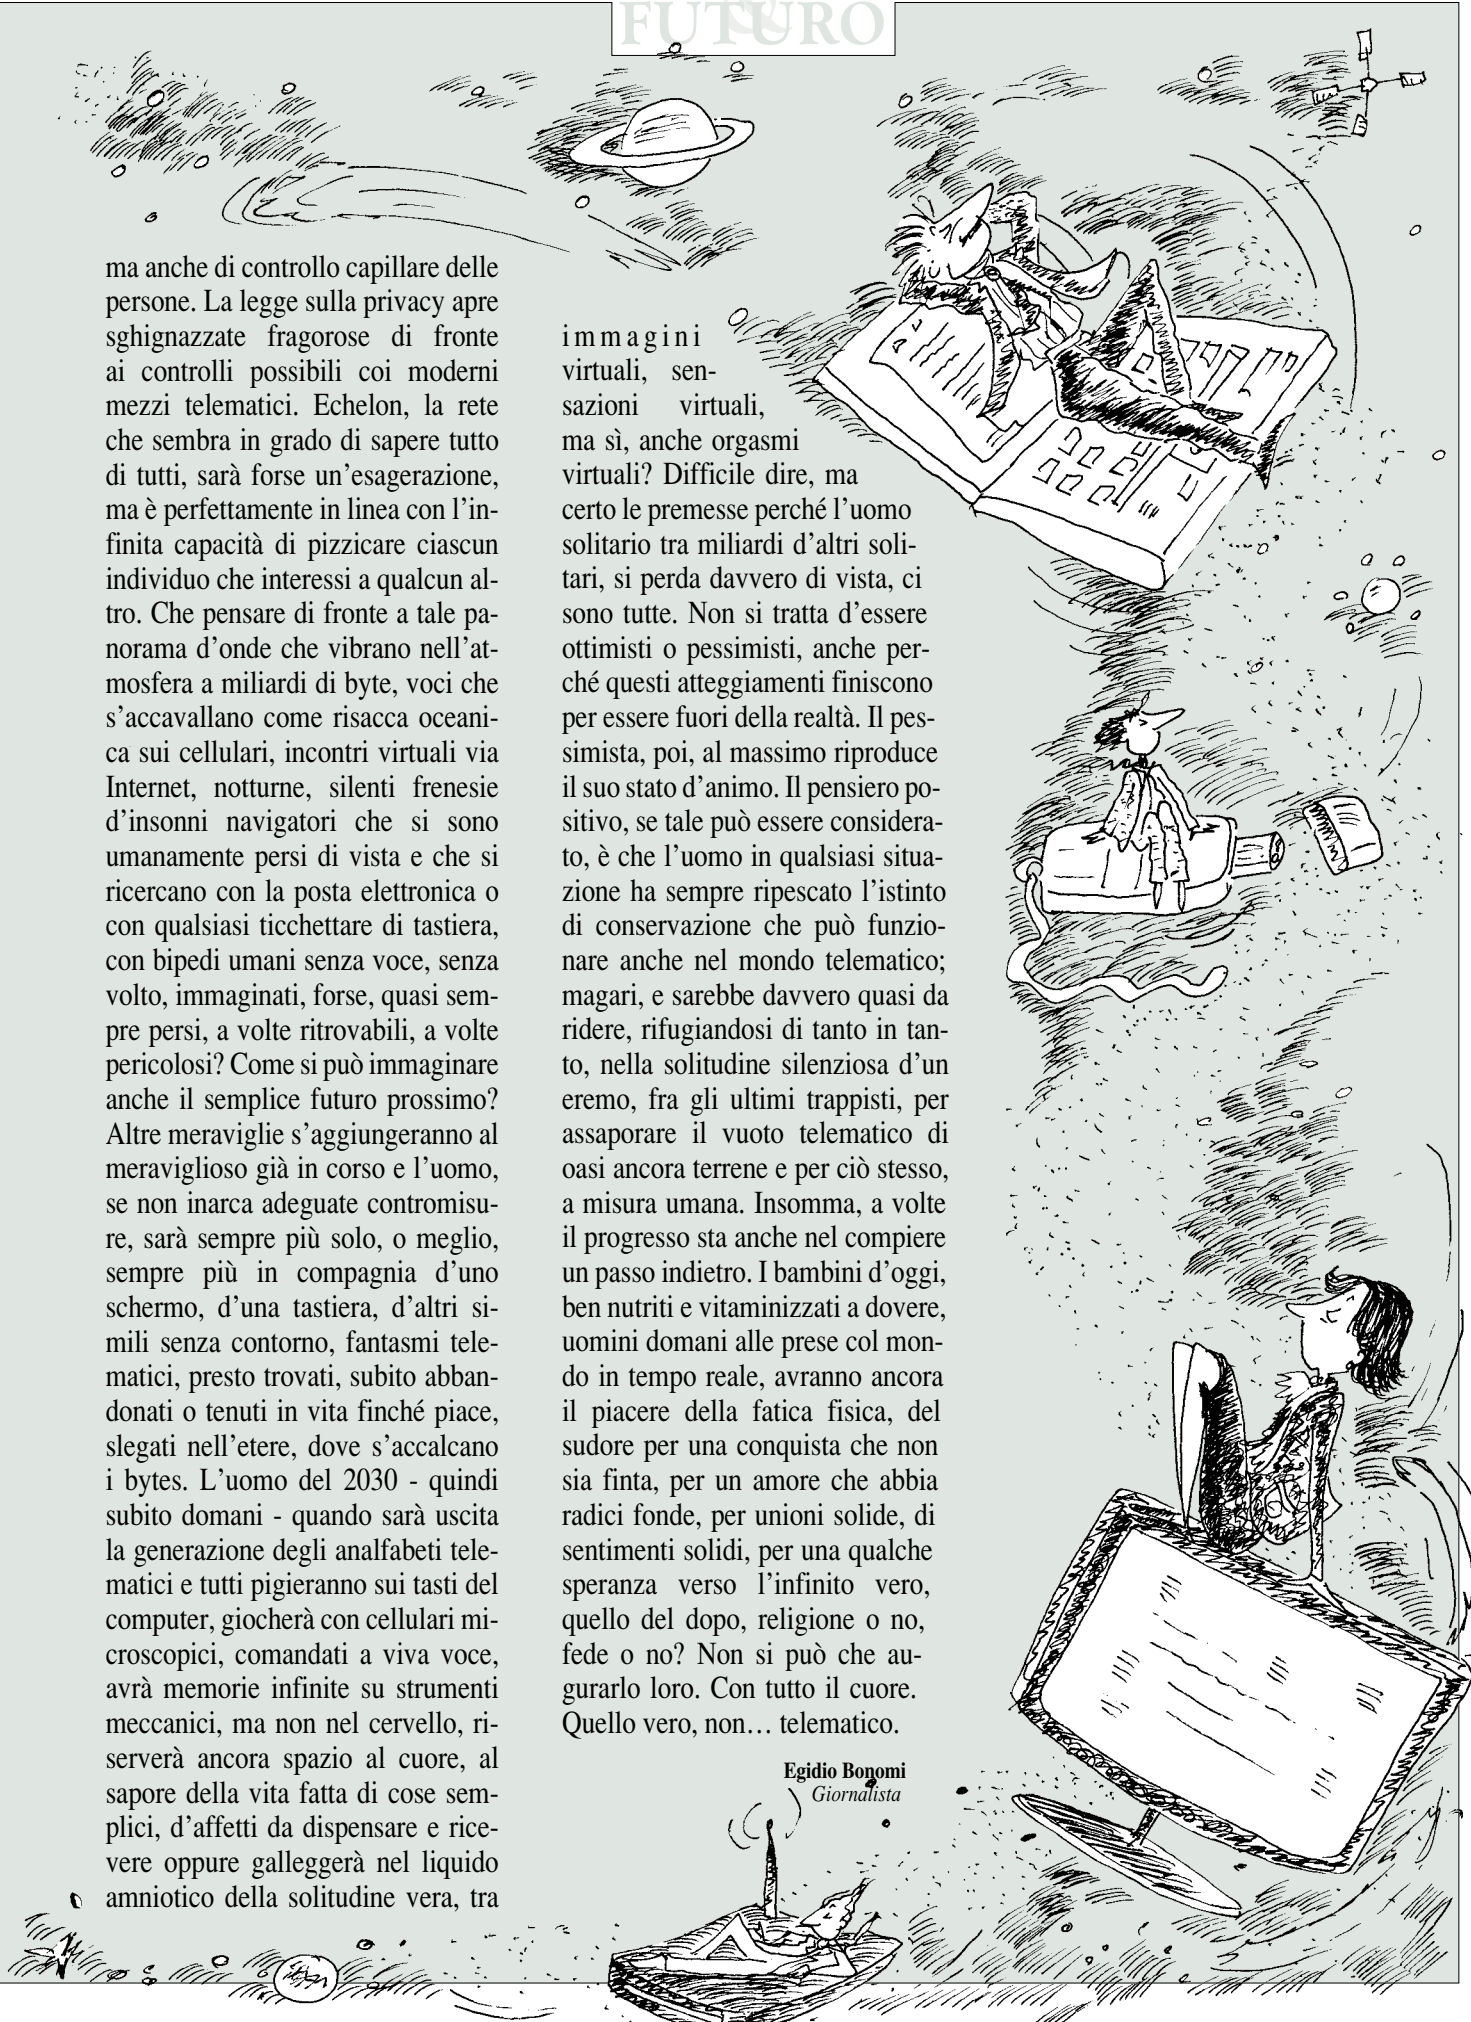 &
FUTURO
ma anche di controllo capillare delle
persone. La legge sulla privacy apre
sghignazzate fragorose di fronte
ai controlli possibili coi moderni
mezzi telematici. Echelon, la rete
che sembra in grado di sapere tutto
di tutti, sarà forse un’esagerazione,
ma è perfettamente in linea con l’in-
finita capacità di pizzicare ciascun
individuo che interessi a qualcun al-
tro. Che pensare di fronte a tale pa-
norama d’onde che vibrano nell’at-
mosfera a miliardi di byte, voci che
s’accavallano come risacca oceani-
ca sui cellulari, incontri virtuali via
Internet, notturne, silenti frenesie
d’insonni navigatori che si sono
umanamente persi di vista e che si
ricercano con la posta elettronica o
con qualsiasi ticchettare di tastiera,
con bipedi umani senza voce, senza
volto, immaginati, forse, quasi sem-
pre persi, a volte ritrovabili, a volte
pericolosi? Come si può immaginare
anche il semplice futuro prossimo?
Altre meraviglie s’aggiungeranno al
meraviglioso già in corso e l’uomo,
se non inarca adeguate contromisu-
re, sarà sempre più solo, o meglio,
sempre più in compagnia d’uno
schermo, d’una tastiera, d’altri si-
mili senza contorno, fantasmi tele-
matici, presto trovati, subito abban-
donati o tenuti in vita finché piace,
slegati nell’etere, dove s’accalcano
i bytes. L’uomo del 2030 - quindi
subito domani - quando sarà uscita
la generazione degli analfabeti tele-
matici e tutti pigieranno sui tasti del
computer, giocherà con cellulari mi-
croscopici, comandati a viva voce,
avrà memorie infinite su strumenti
meccanici, ma non nel cervello, ri-
serverà ancora spazio al cuore, al
sapore della vita fatta di cose sem-
plici, d’affetti da dispensare e rice-
vere oppure galleggerà nel liquido
amniotico della solitudine vera, tra
immagini
virtuali, sen-
sazioni virtuali,
ma sì, anche orgasmi
virtuali? Difficile dire, ma
certo le premesse perché l’uomo
solitario tra miliardi d’altri soli-
tari, si perda davvero di vista, ci
sono tutte. Non si tratta d’essere
ottimisti o pessimisti, anche per-
ché questi atteggiamenti finiscono
per essere fuori della realtà. Il pes-
simista, poi, al massimo riproduce
il suo stato d’animo. Il pensiero po-
sitivo, se tale può essere considera-
to, è che l’uomo in qualsiasi situa-
zione ha sempre ripescato l’istinto
di conservazione che può funzio-
nare anche nel mondo telematico;
magari, e sarebbe davvero quasi da
ridere, rifugiandosi di tanto in tan-
to, nella solitudine silenziosa d’un
eremo, fra gli ultimi trappisti, per
assaporare il vuoto telematico di
oasi ancora terrene e per ciò stesso,
a misura umana. Insomma, a volte
il progresso sta anche nel compiere
un passo indietro. I bambini d’oggi,
ben nutriti e vitaminizzati a dovere,
uomini domani alle prese col mon-
do in tempo reale, avranno ancora
il piacere della fatica fisica, del
sudore per una conquista che non
sia finta, per un amore che abbia
radici fonde, per unioni solide, di
sentimenti solidi, per una qualche
speranza verso l’infinito vero,
quello del dopo, religione o no,
fede o no? Non si può che au-
gurarlo loro. Con tutto il cuore.
Quello vero, non… telematico.
Egidio Bonomi
Giornalista